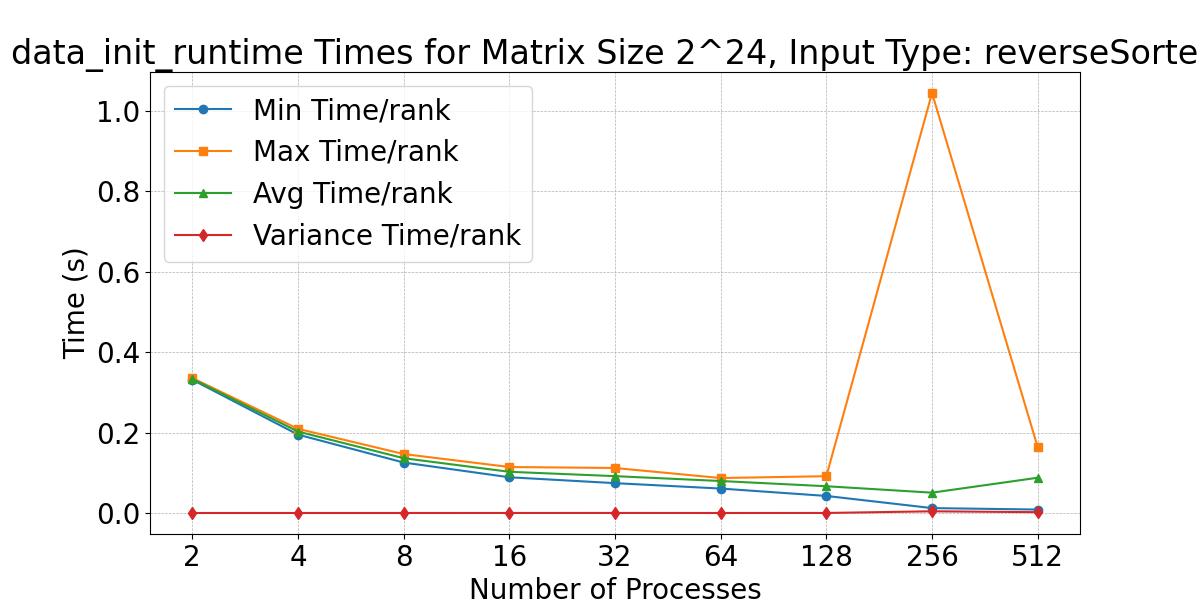 data_init_runtime Times for Matrix Size 2^24, Input Type: reverseSorte
Min Time/rank
Max Time/rank
Avg Time/rank
Variance Time/rank
Time (s)
1.0
0.8
0.6
0.4
0.2
0.0
2 4 8 16 32 64 128 256 512
Number of Processes